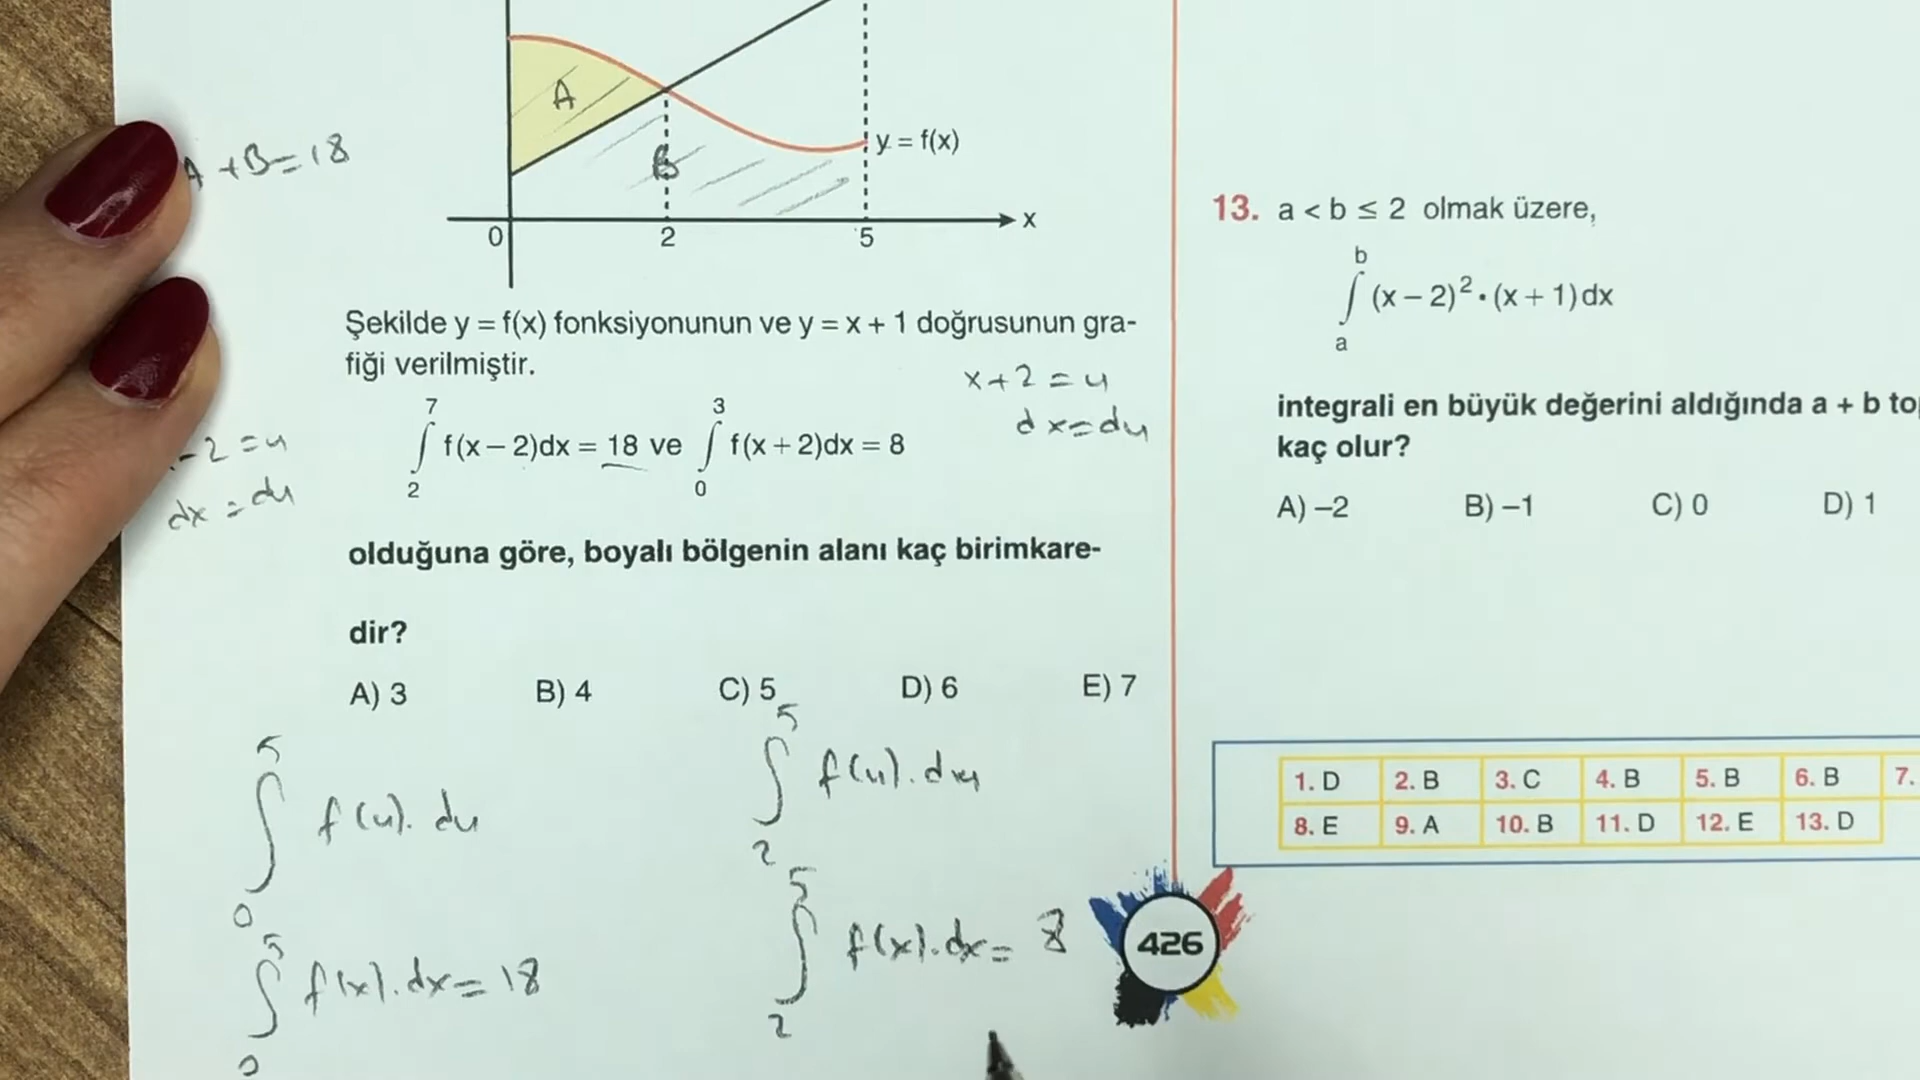 A
A + B = 18
B
y = f(x)
0
2
5
x
Şekilde y = f(x) fonksiyonunun ve y = x + 1 doğrusunun gra-
fiği verilmiştir.
x + 2 = u
dx = du
7
∫ f(x – 2)dx = 18 ve
2
3
∫ f(x + 2)dx = 8
0
- 2 = u
dx = du
olduğuna göre, boyalı bölgenin alanı kaç birimkare-
dir?
A) 3
B) 4
C) 5
D) 6
E) 7
5
∫ f(u). du
0
5
∫ f(x). dx = 18
0
5
∫ f(u). du
2
5
∫ f(x). dx = 8
2
13. a < b ≤ 2 olmak üzere,
b
∫ (x – 2)² • (x + 1) dx
a
integrali en büyük değerini aldığında a + b
kaç olur?
A) –2
B) –1
C) 0
D) 1
1. D 2. B 3. C 4. B 5. B 6. B 7.
8. E 9. A 10. B 11. D 12. E 13. D
426